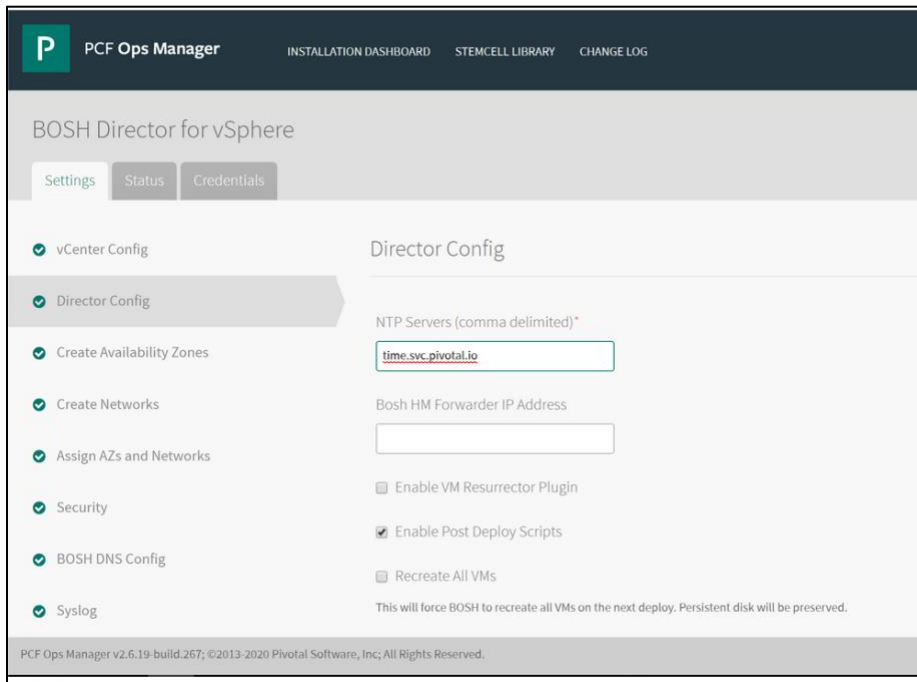 P PCF Ops Manager INSTALLATION DASHBOARD STEMCELL LIBRARY CHANGE LOG
BOSH Director for vSphere
Settings Status Credentials
vCenter Config
Director Config
Create Availability Zones
Create Networks
Assign AZs and Networks
Security
BOSH DNS Config
Syslog
Director Config
NTP Servers (comma delimited)*
time.svc.pivotal.io
Bosh HM Forwarder IP Address
Enable VM Resurrector Plugin
Enable Post Deploy Scripts
Recreate All VMs
This will force BOSH to recreate all VMs on the next deploy. Persistent disk will be preserved.
PCF Ops Manager v2.6.19-build.267; ©2013-2020 Pivotal Software, Inc; All Rights Reserved.